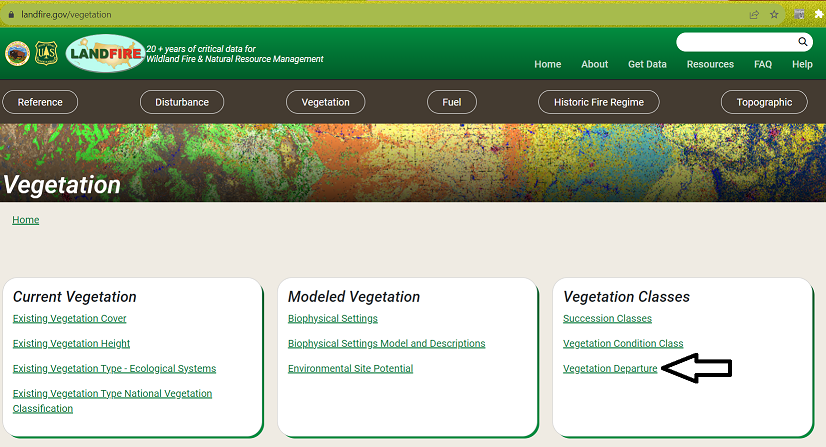 landfire.gov/vegetation
LANDFIRE
20 + years of critical data for
Wildland Fire & Natural Resource Management
Home About Get Data Resources FAQ Help
Reference Disturbance Vegetation Fuel Historic Fire Regime Topographic
Vegetation
Home
Current Vegetation
Existing Vegetation Cover
Existing Vegetation Height
Existing Vegetation Type - Ecological Systems
Existing Vegetation Type National Vegetation
Classification
Modeled Vegetation
Biophysical Settings
Biophysical Settings Model and Descriptions
Environmental Site Potential
Vegetation Classes
Succession Classes
Vegetation Condition Class
Vegetation Departure